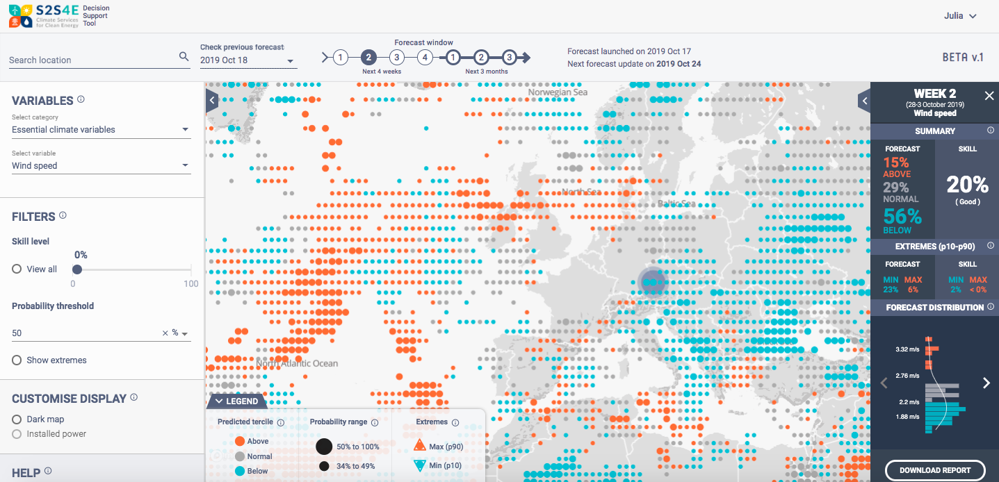 S2S4E
Climate Services
for Clean Energy
Decision
Support
Tool
Julia
Search location
Check previous forecast
2019 Oct 18
Forecast window
1 2 3 4 1 2 3
Next 4 weeks
Next 3 months
Forecast launched on 2019 Oct 17
Next forecast update on 2019 Oct 24
BETA v.1
VARIABLES
Select category
Essential climate variables
Select variable
Wind speed
FILTERS
Skill level
0%
View all
0 100
Probability threshold
50 × %
Show extremes
CUSTOMISE DISPLAY
Dark map
Installed power
HELP
Norwegian Sea
North Sea
Baltic Sea
North Atlantic Ocean
LEGEND
Predicted tercile
Above
Normal
Below
Probability range
50% to 100%
34% to 49%
Extremes
Max (p90)
Min (p10)
WEEK 2
(28-3 October 2019)
Wind speed
SUMMARY
FORECAST
15%
ABOVE
29%
NORMAL
56%
BELOW
SKILL
20%
( Good )
EXTREMES (p10-p90)
FORECAST
MIN MAX
23% 6%
SKILL
MIN MAX
2% < 0%
FORECAST DISTRIBUTION
3.32 m/s
2.76 m/s
2.2 m/s
1.88 m/s
DOWNLOAD REPORT